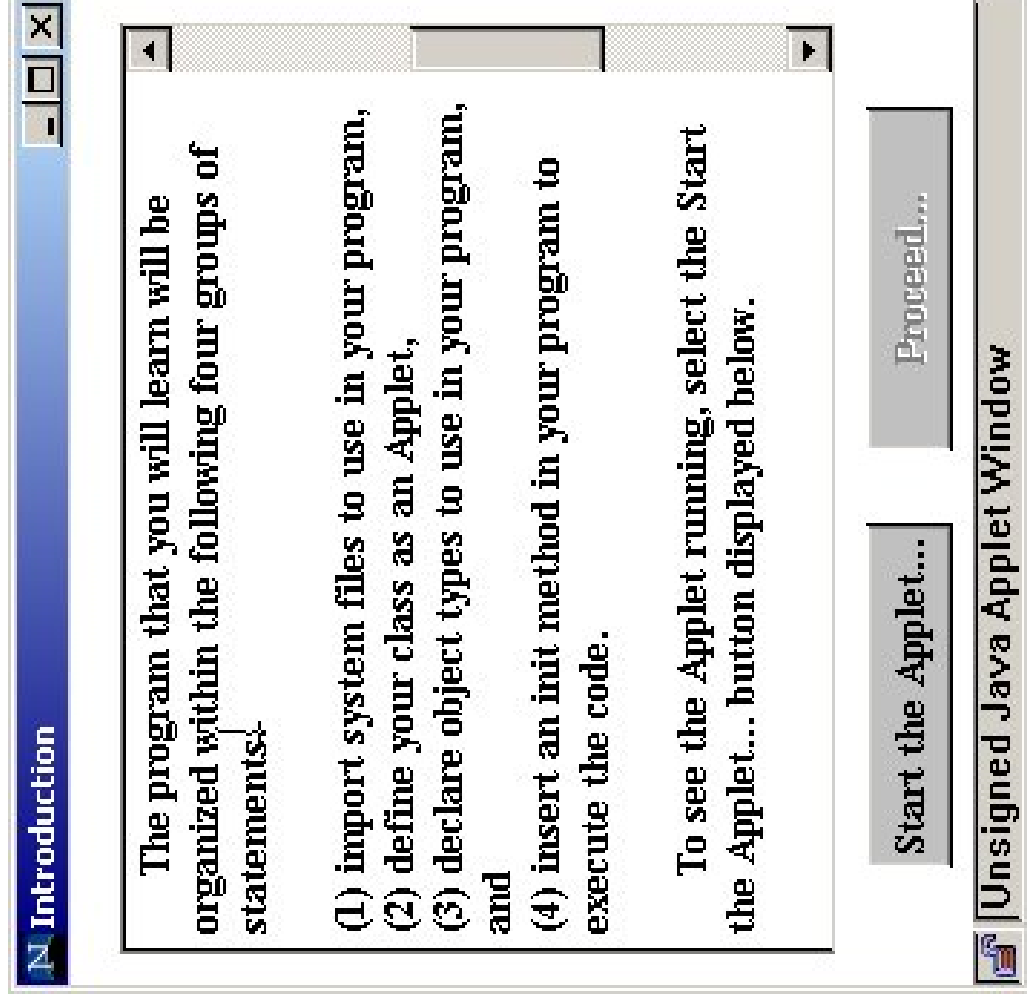 N Introduction
The program that you will learn will be
organized within the following four groups of
statements.
(1) import system files to use in your program,
(2) define your class as an Applet,
(3) declare object types to use in your program,
and
(4) insert an init method in your program to
execute the code.
To see the Applet running, select the Start
the Applet... button displayed below.
Start the Applet... Proceed...
Unsigned Java Applet Window